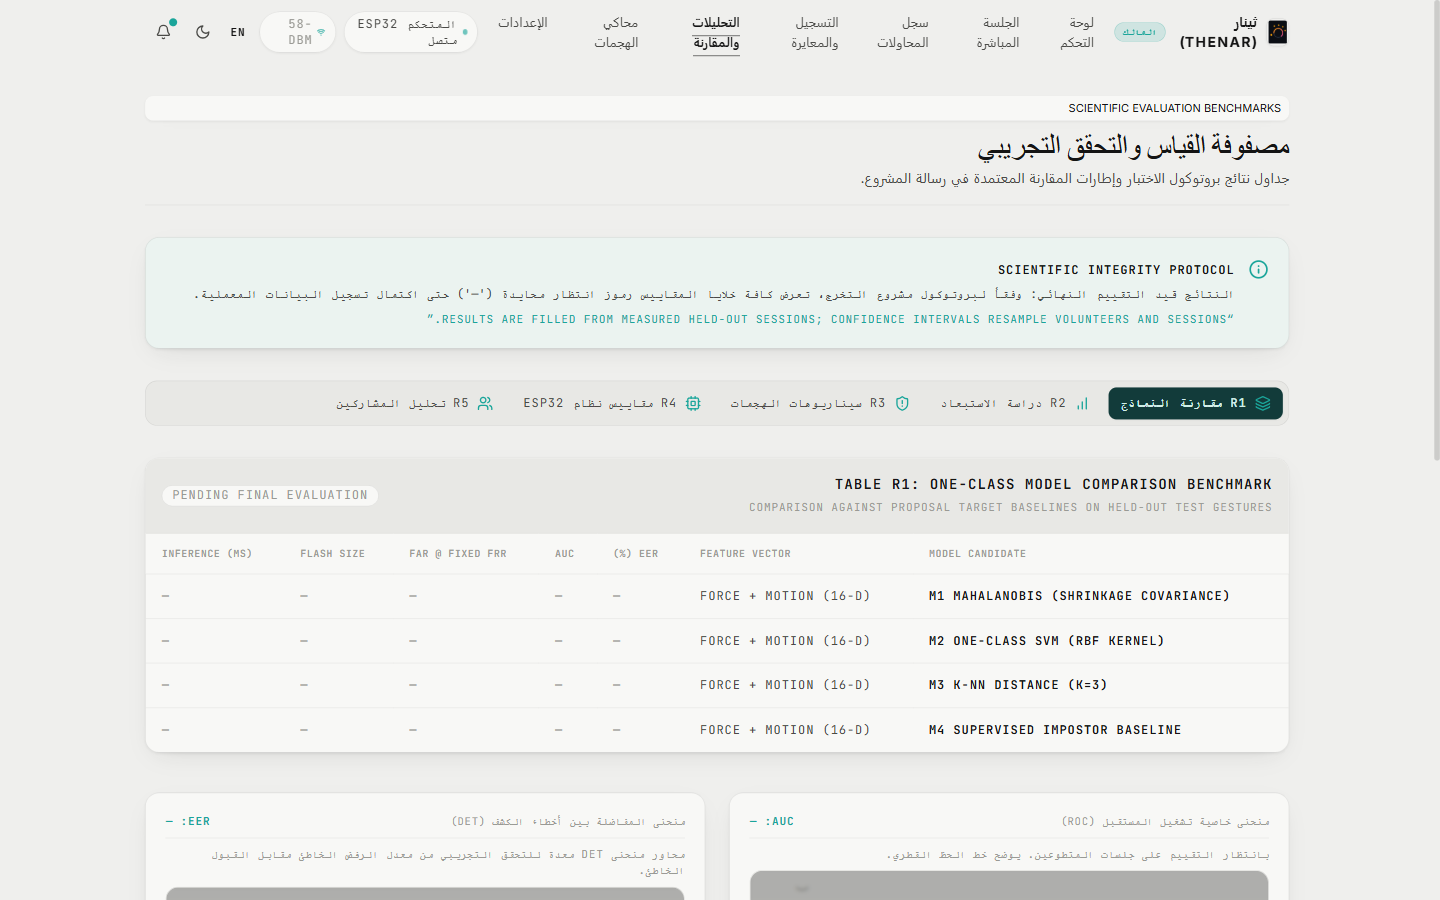 ثينار (THENAR)
المالك
لوحة التحكم
الجلسة المباشرة
سجل المحاولات
التسجيل والمعايرة
التحليلات والمقارنة
محاكي الهجمات
الإعدادات
المتحكم ESP32 متصل
58- DBM
EN
SCIENTIFIC EVALUATION BENCHMARKS
مصفوفة القياس والتحقق التجريبي
جداول نتائج بروتوكول الاختبار وإطارات المقارنة المعتمدة في رسالة المشروع.
SCIENTIFIC INTEGRITY PROTOCOL
النتائج قيد التقييم النهائي: وفقاً لبروتوكول مشروع التخرج، تعرض كافة خلايا المقاييس رموز انتظار محايدة ('—') حتى اكتمال تسجيل البيانات المعملية.
"RESULTS ARE FILLED FROM MEASURED HELD-OUT SESSIONS; CONFIDENCE INTERVALS RESAMPLE VOLUNTEERS AND SESSIONS."
R1 مقارنة النماذج
R2 دراسة الاستبعاد
R3 سيناريوهات الهجمات
R4 مقاييس نظام ESP32
R5 تحليل المشاركين
TABLE R1: ONE-CLASS MODEL COMPARISON BENCHMARK
COMPARISON AGAINST PROPOSAL TARGET BASELINES ON HELD-OUT TEST GESTURES
PENDING FINAL EVALUATION
MODEL CANDIDATE FEATURE VECTOR (%) EER AUC FAR @ FIXED FRR FLASH SIZE INFERENCE (MS)
M1 MAHALANOBIS (SHRINKAGE COVARIANCE) FORCE + MOTION (16-D) — — — — —
M2 ONE-CLASS SVM (RBF KERNEL) FORCE + MOTION (16-D) — — — — —
M3 K-NN DISTANCE (K=3) FORCE + MOTION (16-D) — — — — —
M4 SUPERVISED IMPOSTOR BASELINE FORCE + MOTION (16-D) — — — — —
منحنى خاصية تشغيل المستقبل (ROC)
AUC: —
بانتظار التقييم على جلسات المتطوعين. يوضح خط الحظ القطري.
منحنى المفاضلة بين أخطاء الكشف (DET)
EER: —
محاور منحنى DET معدة للتحقق التجريبي من معدل الرفض الخاطئ مقابل القبول
الخاطئ.